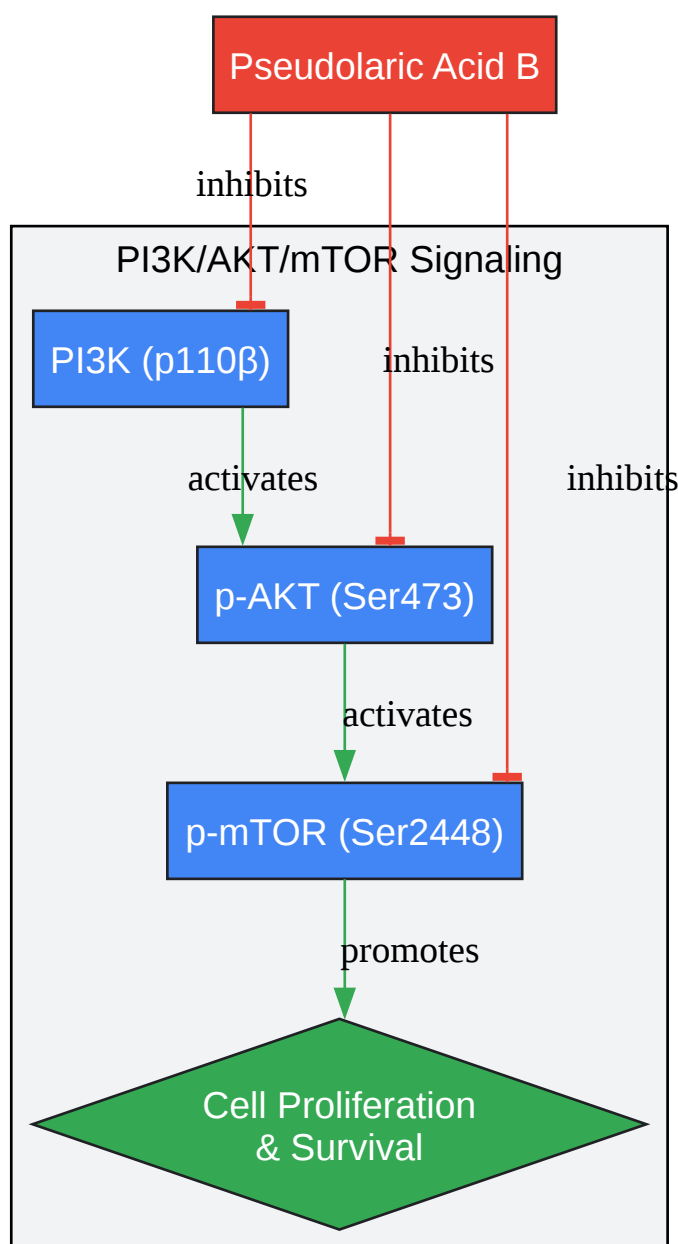 Pseudolaric Acid B
inhibits
PI3K/AKT/mTOR Signaling
PI3K (p110β)
inhibits
activates
inhibits
p-AKT (Ser473)
activates
p-mTOR (Ser2448)
promotes
Cell Proliferation
& Survival